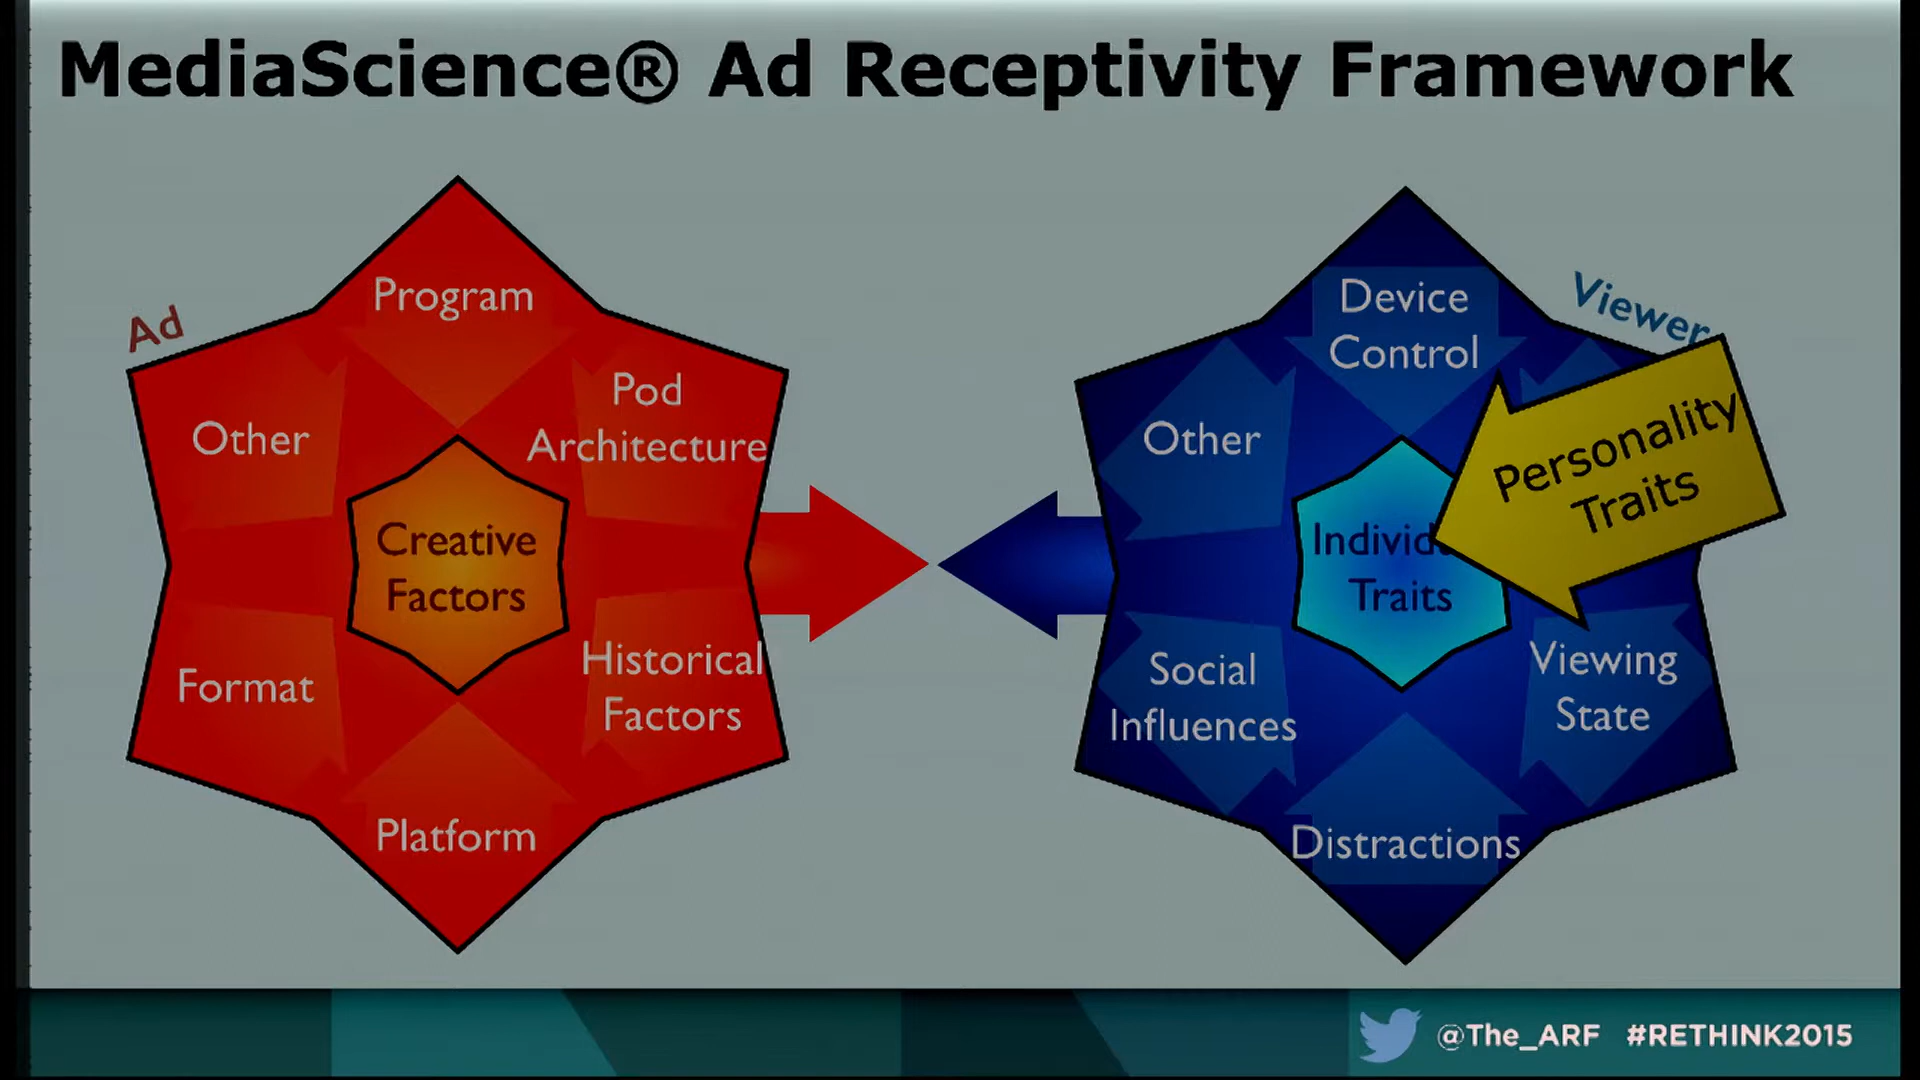 MediaScience® Ad Receptivity Framework
Ad
Program
Pod
Architecture
Other
Creative
Factors
Format
Historical
Factors
Platform
Viewer
Device
Control
Other
Personality
Traits
Traits
Social
Influences
Viewing
State
Distractions
@The_ARF #RETHINK2015